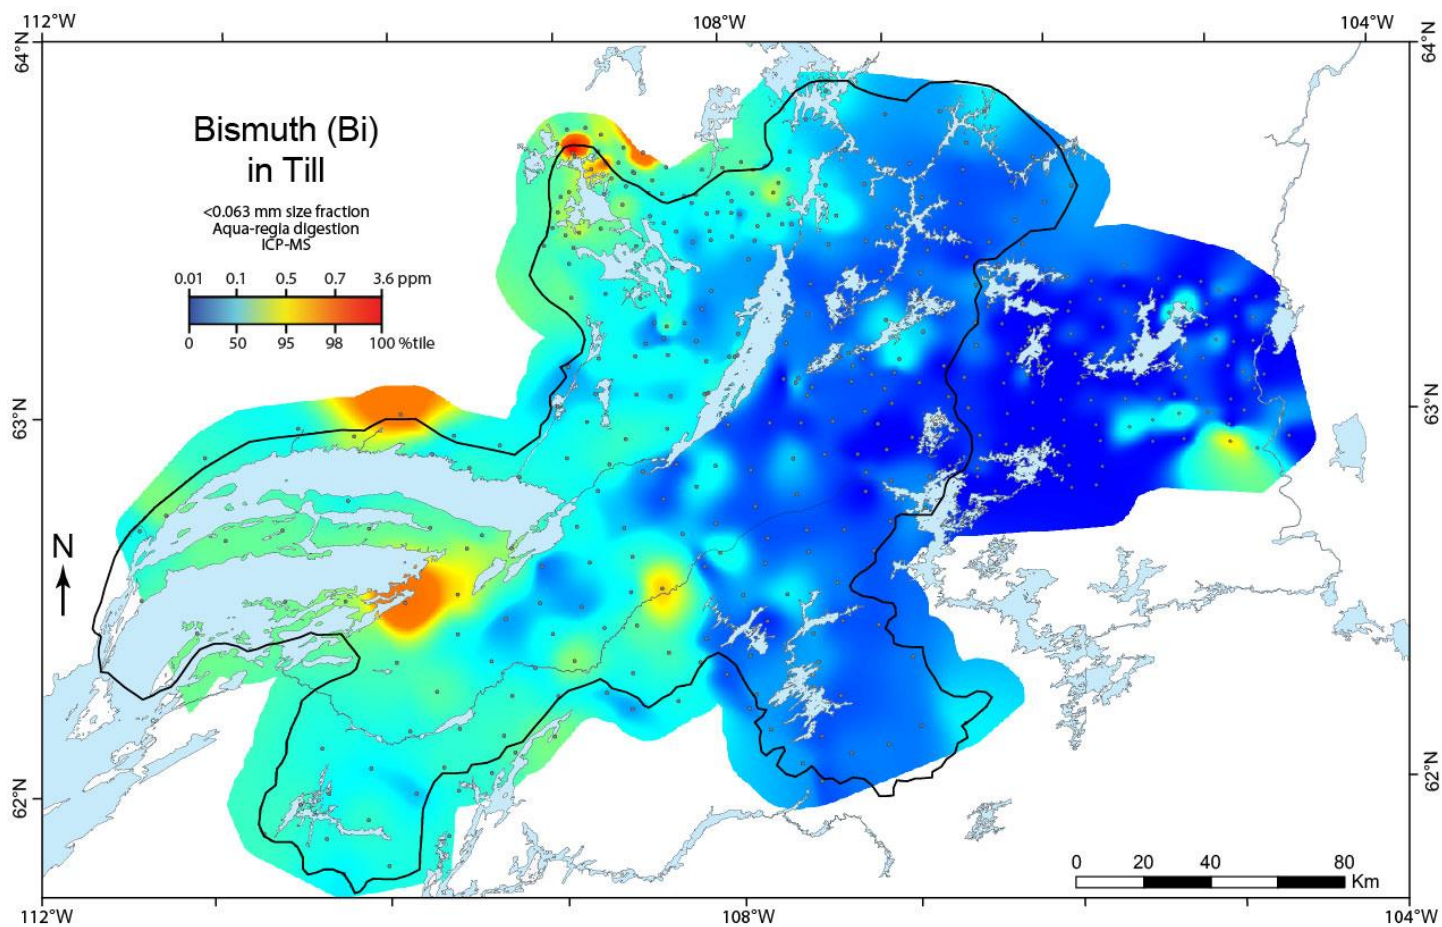 112°W 108°W 104°W
64°N 64°N
Bismuth (Bi)
in Till
<0.063 mm size fraction
Aqua-regia digestion
ICP-MS
0.01 0.1 0.5 0.7 3.6 ppm
0 50 95 98 100 %tile
63°N 63°N
N
62°N 62°N
0 20 40 80
Km
112°W 108°W 104°W